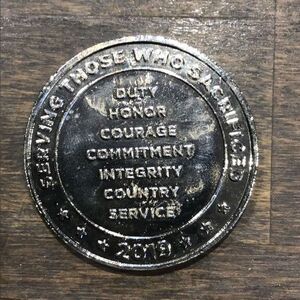 SERVING THOSE WHO SACRIFICED
DUTY
HONOR
COURAGE
COMMITMENT
INTEGRITY
COUNTRY
SERVICE
2019